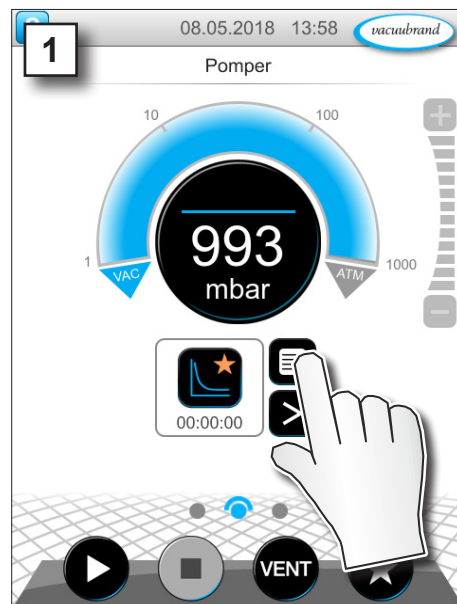 1
08.05.2018 13:58
vacuubrand
Pomper
10
100
1
1000
VAC
ATM
993
mbar
00:00:00
VENT